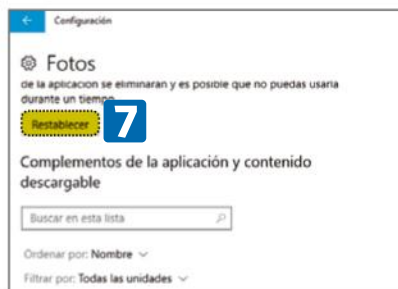 Configuración
Fotos
de la aplicación se eliminarán y es posible que no puedas usarla
durante un tiempo.
Restablecer
7
Complementos de la aplicación y contenido
descargable
Buscar en esta lista
Ordenar por: Nombre
Filtrar por: Todas las unidades